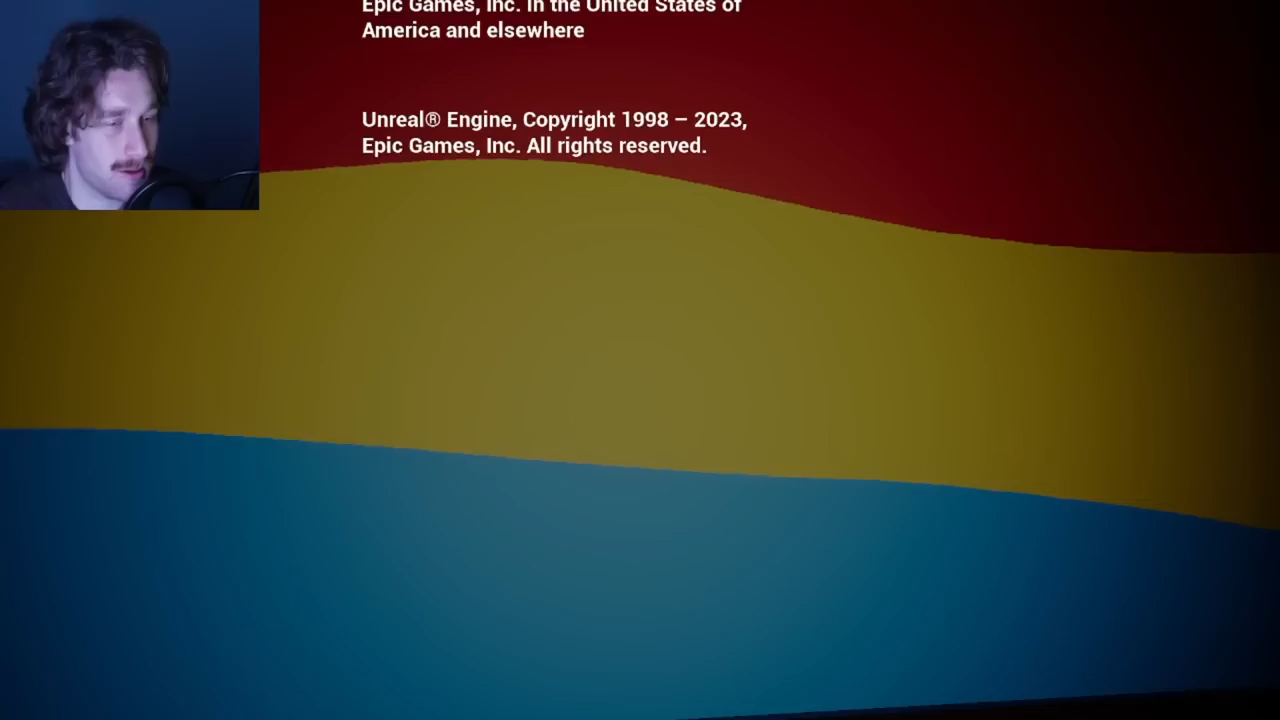 Epic Games, Inc. in the United States of
America and elsewhere
Unreal® Engine, Copyright 1998 – 2023,
Epic Games, Inc. All rights reserved.